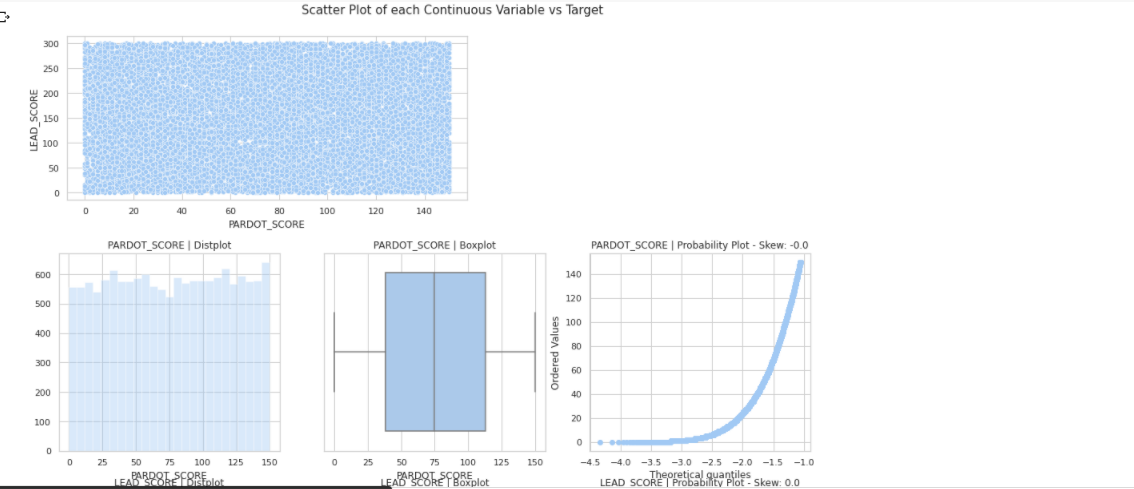 Scatter Plot of each Continuous Variable vs Target
300
250
200
150
100
50
0
LEAD_SCORE
0 20 40 60 80 100 120 140
PARDOT_SCORE
PARDOT_SCORE | Distplot
600
500
400
300
200
100
0
0 25 50 75 100 125 150
PARDOT_SCORE
LEAD_SCORE | Distplot
PARDOT_SCORE | Boxplot
0 25 50 75 100 125 150
PARDOT_SCORE
LEAD_SCORE | Boxplot
PARDOT_SCORE | Probability Plot - Skew: -0.0
140
120
100
80
60
40
20
0
Ordered Values
−4.5 −4.0 −3.5 −3.0 −2.5 −2.0 −1.5 −1.0
Theoretical quantiles
LEAD_SCORE | Probability Plot - Skew: 0.0